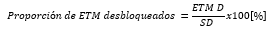 Proporción de ETM desbloqueados = ETM D / SD x100[%]